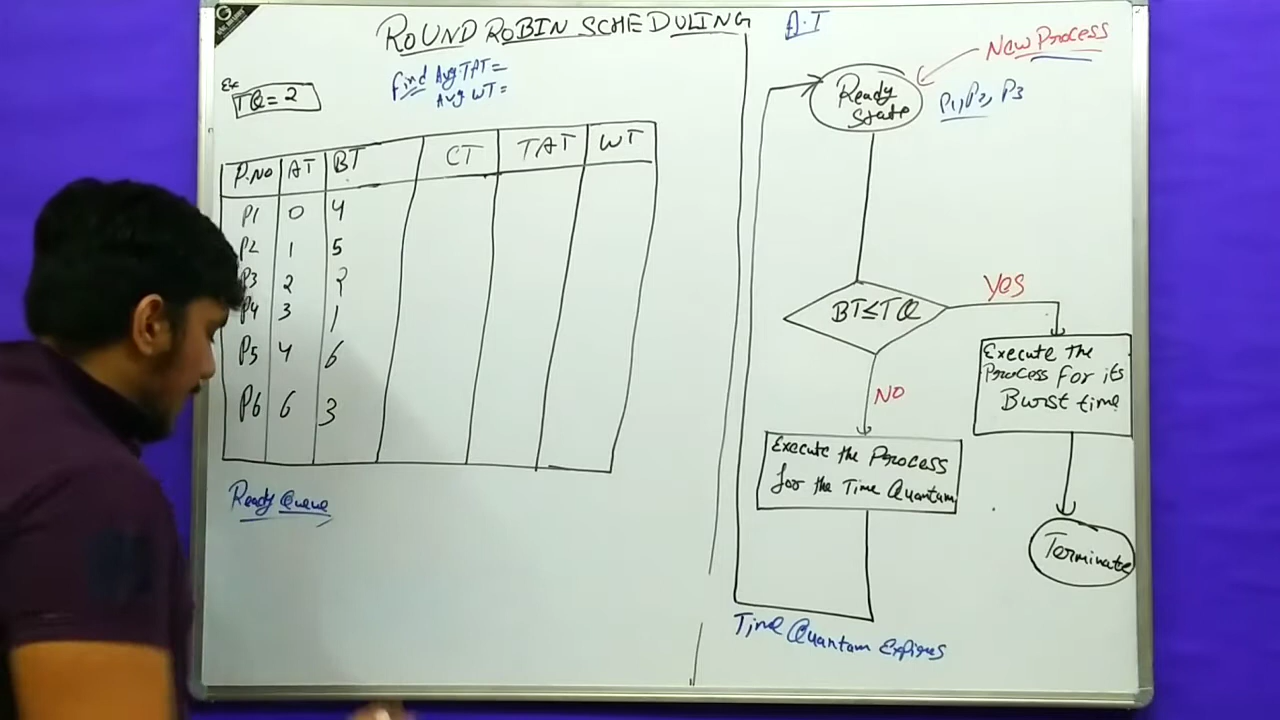 ROUND ROBIN SCHEDULING
A.T
New Process
Find Avg TAT =
Avg WT =
Ex
TQ = 2
Ready
State
P1, P2, P3
P.No AT BT CT TAT WT
P1 0 4
P2 1 5
P3 2 2
P4 3 1
P5 4 6
P6 6 3
Ready Queue
BT≤TQ
Yes
Execute The
Process For its
Burst time
NO
Execute the Process
for the Time Quantum
Terminate
Time Quantum Expires